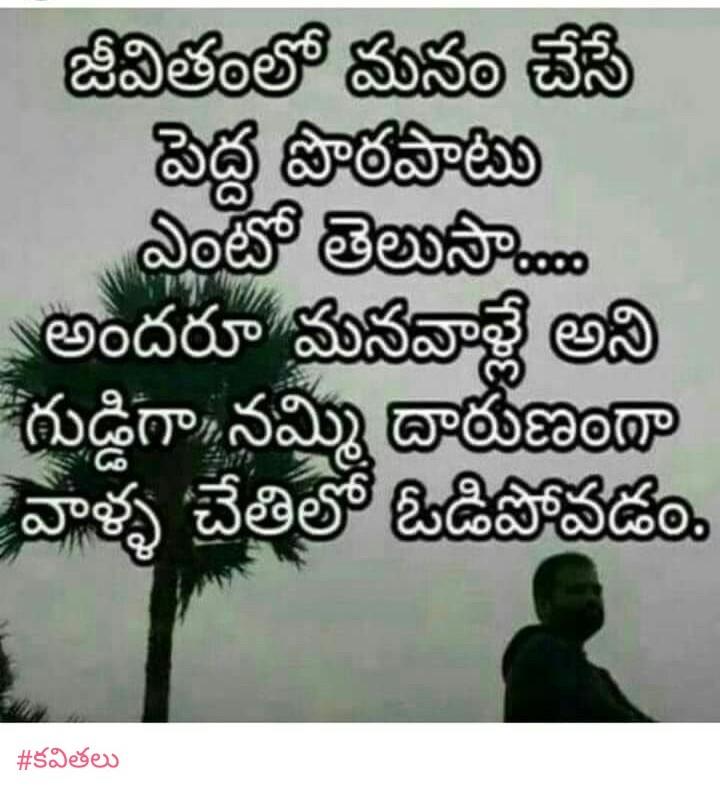 జీవితంలో మనం చేసే
పెద్ద పొరపాటు
ఎంటో తెలుసా....
అందరూ మనవాళ్లే అని
గుడ్డిగా నమ్మి దారుణంగా
వాళ్ళ చేతిలో ఓడిపోవడం.
#కవితలు